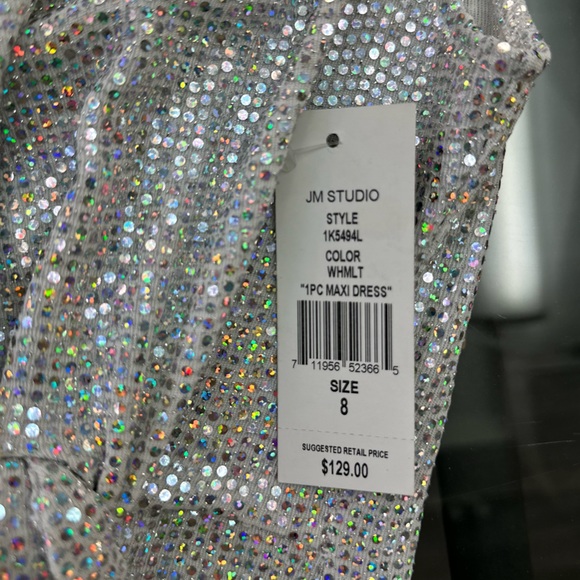 JM STUDIO
STYLE
1K5494L
COLOR
WHMLT
"1PC MAXI DRESS"
7 11956 52366 5
SIZE
8
SUGGESTED RETAIL PRICE
$129.00